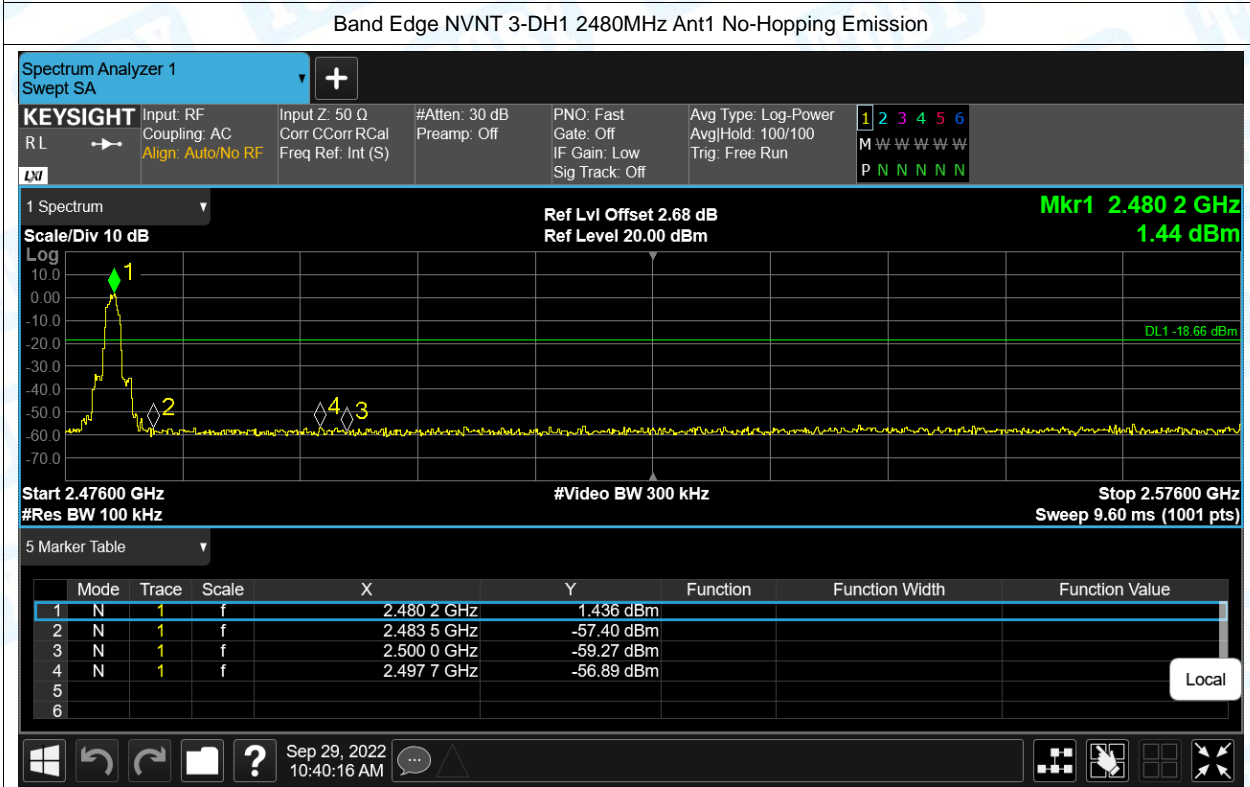 Band Edge NVNT 3-DH1 2480MHz Ant1 No-Hopping Emission
Spectrum Analyzer 1
Swept SA
KEYSIGHT
R L
LXI
Input: RF
Coupling: AC
Align: Auto/No RF
Input Z: 50 Ω
Corr CCorr RCal
Freq Ref: Int (S)
#Atten: 30 dB
Preamp: Off
PNO: Fast
Gate: Off
IF Gain: Low
Sig Track: Off
Avg Type: Log-Power
Avg|Hold: 100/100
Trig: Free Run
1 2 3 4 5 6
M W W W W W
P N N N N N
1 Spectrum
Scale/Div 10 dB
Ref Lvl Offset 2.68 dB
Ref Level 20.00 dBm
Mkr1 2.480 2 GHz
1.44 dBm
Log
10.0
0.00
-10.0
-20.0
-30.0
-40.0
-50.0
-60.0
-70.0
1
2
4
3
DL1 -18.66 dBm
Start 2.47600 GHz
#Video BW 300 kHz
Stop 2.57600 GHz
#Res BW 100 kHz
Sweep 9.60 ms (1001 pts)
5 Marker Table
Mode Trace Scale X Y Function Function Width Function Value
1 N 1 f 2.480 2 GHz 1.436 dBm
2 N 1 f 2.483 5 GHz -57.40 dBm
3 N 1 f 2.500 0 GHz -59.27 dBm
4 N 1 f 2.497 7 GHz -56.89 dBm
5
6
Local
Sep 29, 2022
10:40:16 AM